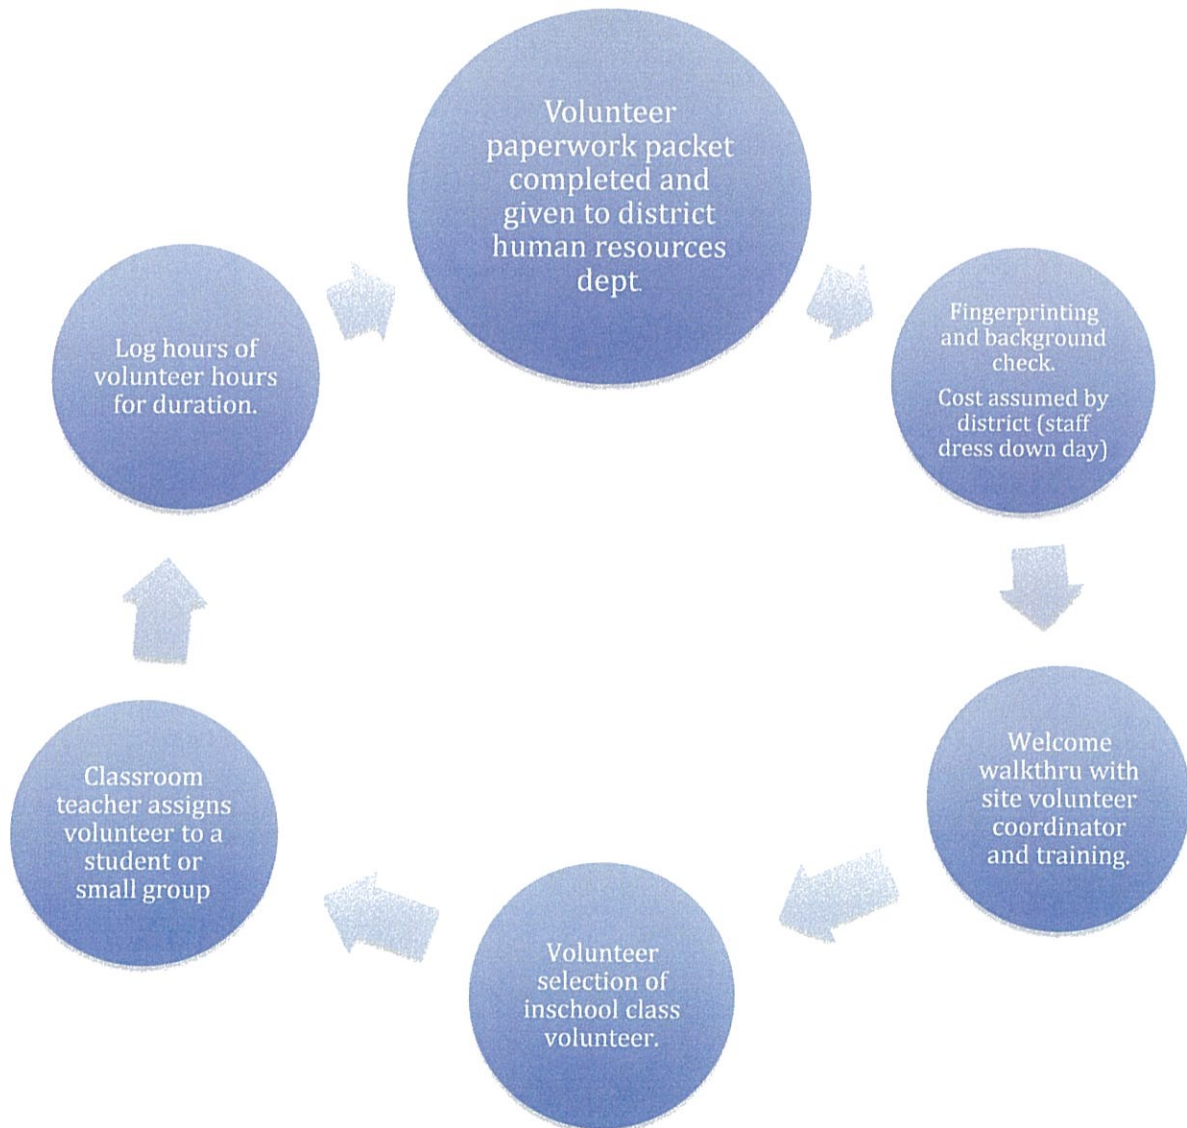 Volunteer
paperwork packet
completed and
given to district
human resources
dept.
Fingerprinting
and background
check.
Cost assumed by
district (staff
dress down day)
Welcome
walkthru with
site volunteer
coordinator
and training.
Volunteer
selection of
inschool class
volunteer.
Classroom
teacher assigns
volunteer to a
student or
small group
Log hours of
volunteer hours
for duration.